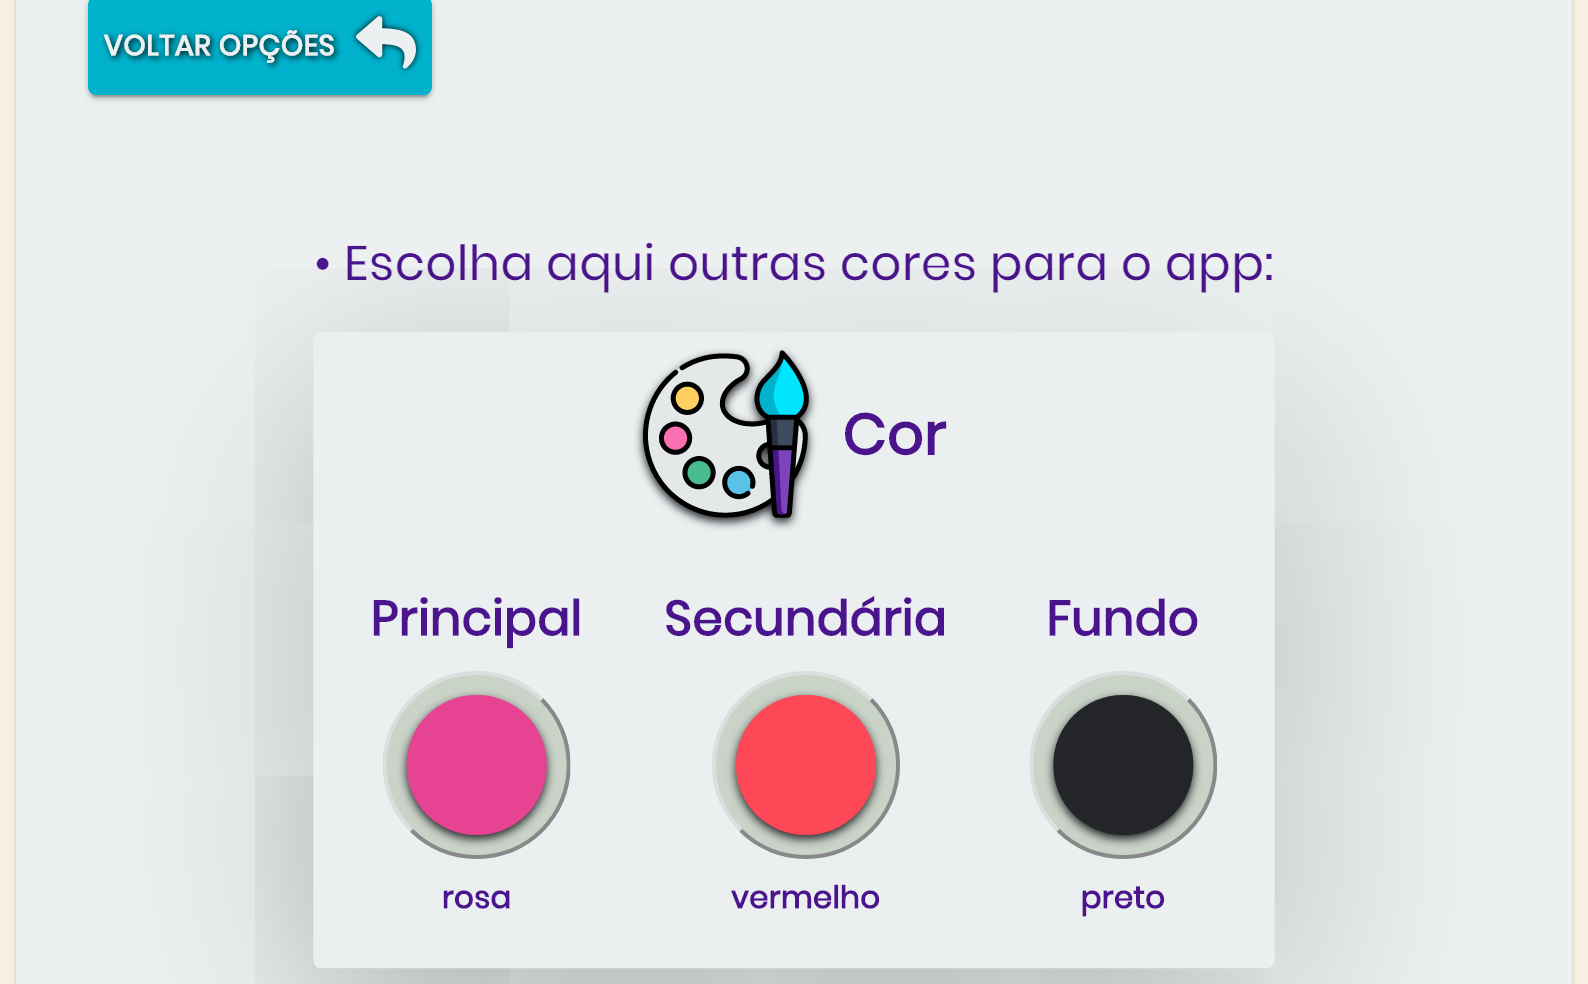 VOLTAR OPÇÕES
• Escolha aqui outras cores para o app:
Cor
Principal Secundária Fundo
rosa vermelho preto